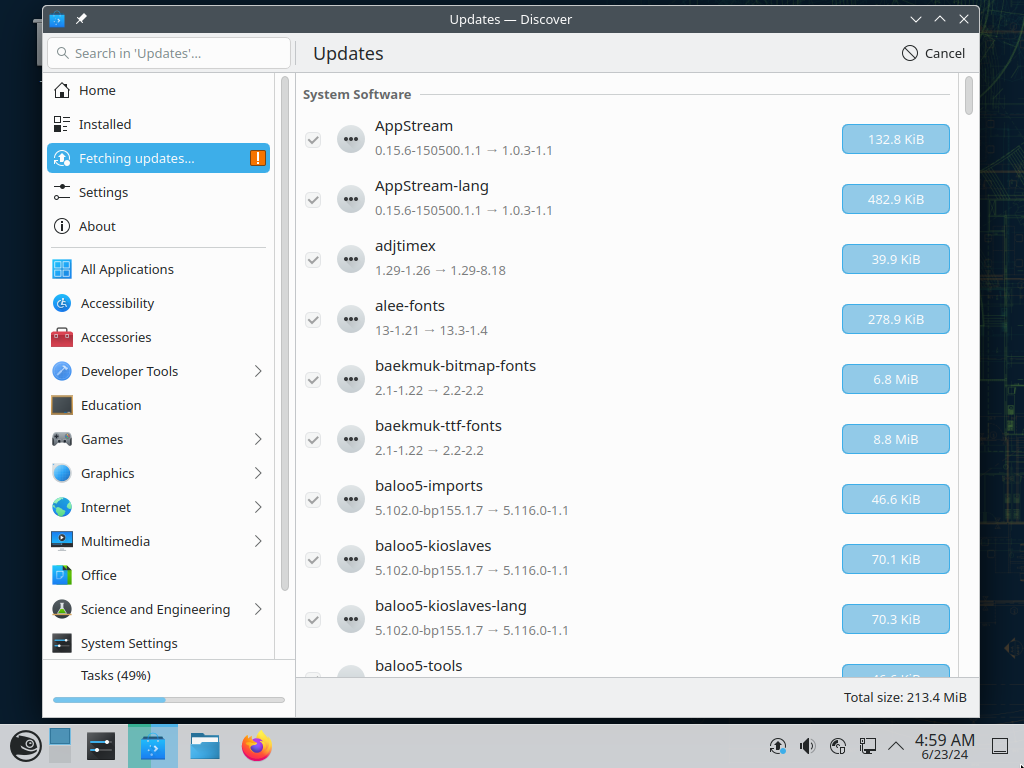 Updates — Discover
Search in 'Updates'...
Updates
Cancel
Home
Installed
Fetching updates...
Settings
About
All Applications
Accessibility
Accessories
Developer Tools
Education
Games
Graphics
Internet
Multimedia
Office
Science and Engineering
System Settings
Tasks (49%)
System Software
AppStream
0.15.6-150500.1.1 → 1.0.3-1.1
132.8 KiB
AppStream-lang
0.15.6-150500.1.1 → 1.0.3-1.1
482.9 KiB
adjtimex
1.29-1.26 → 1.29-8.18
39.9 KiB
alee-fonts
13-1.21 → 13.3-1.4
278.9 KiB
baekmuk-bitmap-fonts
2.1-1.22 → 2.2-2.2
6.8 MiB
baekmuk-ttf-fonts
2.1-1.22 → 2.2-2.2
8.8 MiB
baloo5-imports
5.102.0-bp155.1.7 → 5.116.0-1.1
46.6 KiB
baloo5-kioslaves
5.102.0-bp155.1.7 → 5.116.0-1.1
70.1 KiB
baloo5-kioslaves-lang
5.102.0-bp155.1.7 → 5.116.0-1.1
70.3 KiB
baloo5-tools
Total size: 213.4 MiB
4:59 AM
6/23/24